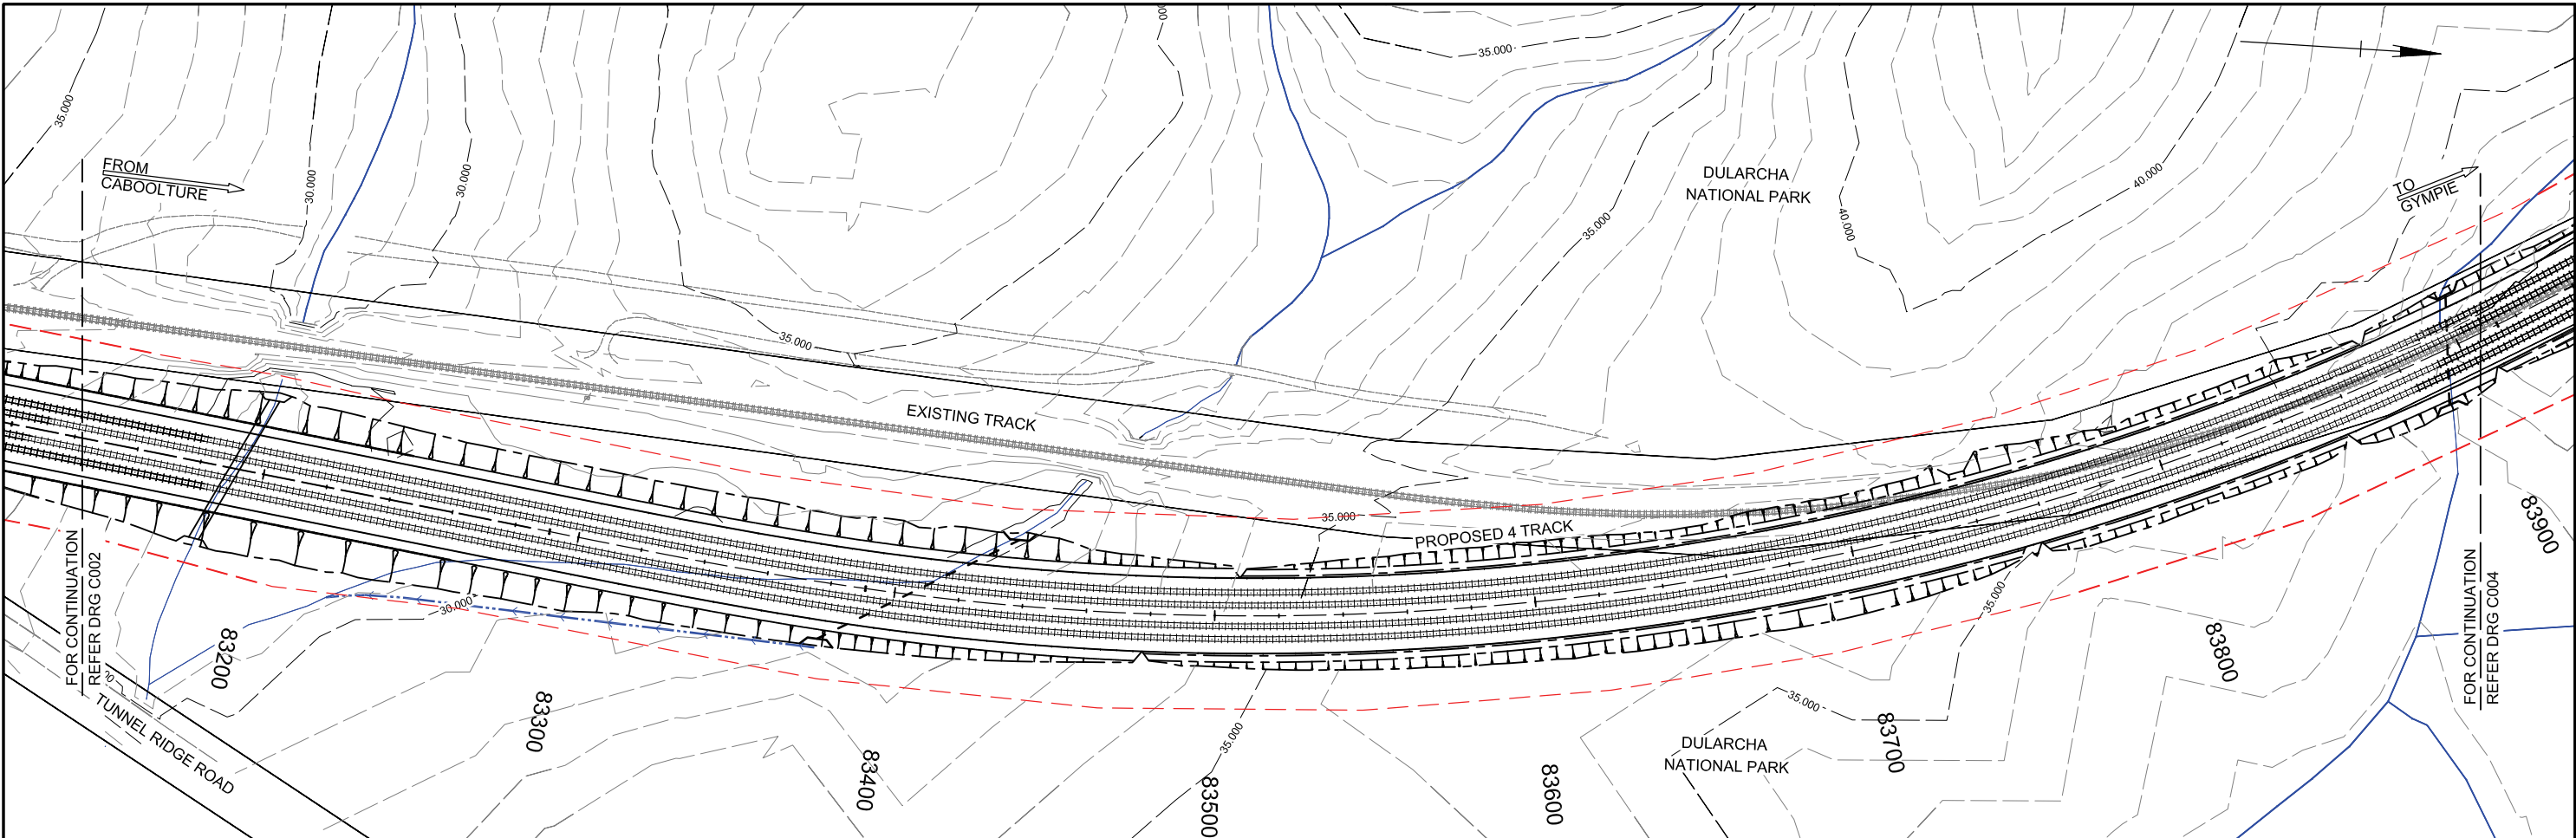 35.000
35.000
FROM
CABOOLTURE
30.000
30.000
DULARCHA
NATIONAL PARK
40.000
40.000
TO
GYMPIE
35.000
35.000
EXISTING TRACK
35.000
PROPOSED 4 TRACK
FOR CONTINUATION
REFER DRG C002
30.000
35.000
FOR CONTINUATION
REFER DRG C004
83200
83300
83400
83500
83600
83700
83800
83900
TUNNEL RIDGE ROAD
35.000
35.000
DULARCHA
NATIONAL PARK